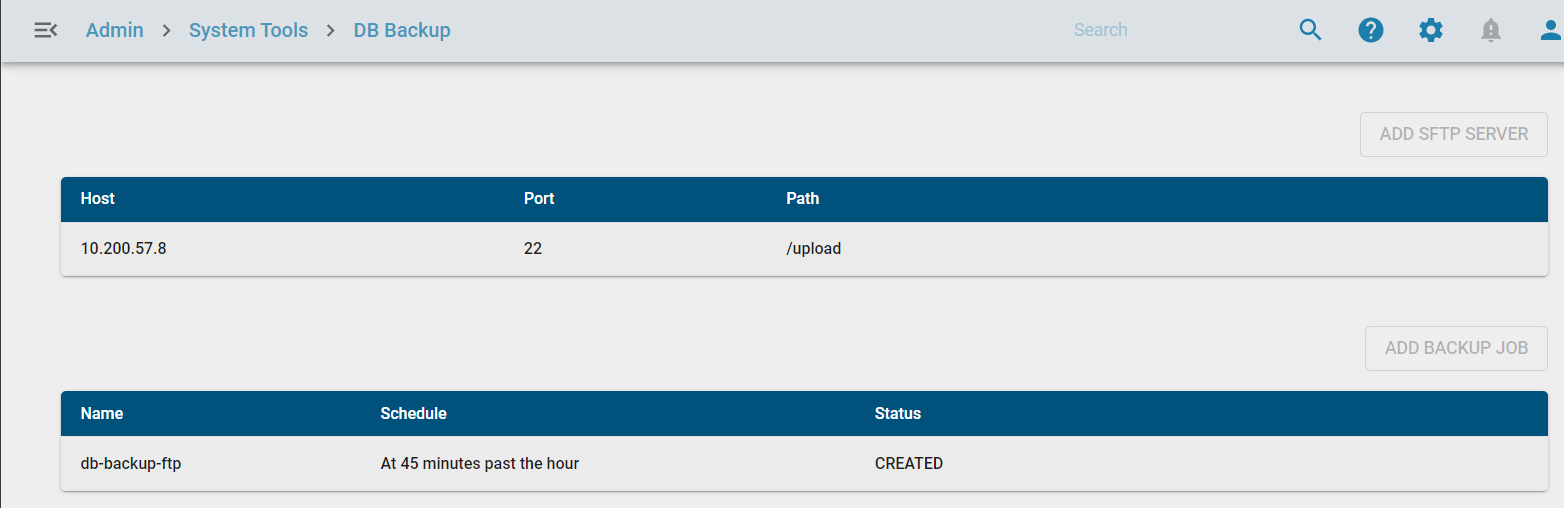 Admin > System Tools > DB Backup Search
ADD SFTP SERVER
Host Port Path
10.200.57.8 22 /upload
ADD BACKUP JOB
Name Schedule Status
db-backup-ftp At 45 minutes past the hour CREATED